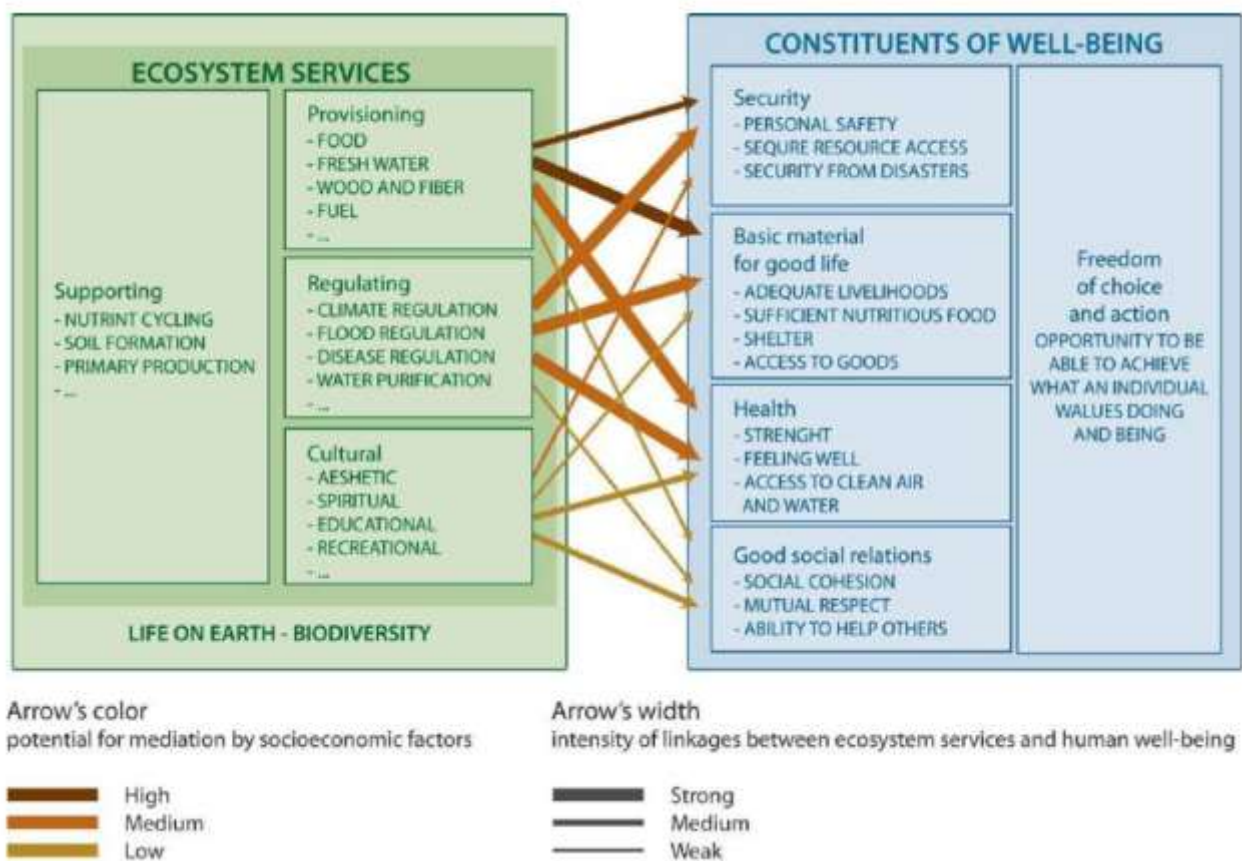 ECOSYSTEM SERVICES
Supporting
- NUTRINT CYCLING
- SOIL FORMATION
- PRIMARY PRODUCTION
- ...
Provisioning
- FOOD
- FRESH WATER
- WOOD AND FIBER
- FUEL
- ...
Regulating
- CLIMATE REGULATION
- FLOOD REGULATION
- DISEASE REGULATION
- WATER PURIFICATION
- ...
Cultural
- AESHETIC
- SPIRITUAL
- EDUCATIONAL
- RECREATIONAL
- ...
LIFE ON EARTH - BIODIVERSITY
CONSTITUENTS OF WELL-BEING
Security
- PERSONAL SAFETY
- SEQURE RESOURCE ACCESS
- SECURITY FROM DISASTERS
Basic material
for good life
- ADEQUATE LIVELIHOODS
- SUFFICIENT NUTRITIOUS FOOD
- SHELTER
- ACCESS TO GOODS
Health
- STRENGHT
- FEELING WELL
- ACCESS TO CLEAN AIR
AND WATER
Good social relations
- SOCIAL COHESION
- MUTUAL RESPECT
- ABILITY TO HELP OTHERS
Freedom
of choice
and action
OPPORTUNITY TO BE
ABLE TO ACHIEVE
WHAT AN INDIVIDUAL
WALUES DOING
AND BEING
Arrow's color
potential for mediation by socioeconomic factors
High
Medium
Low
Arrow's width
intensity of linkages between ecosystem services and human well-being
Strong
Medium
Weak